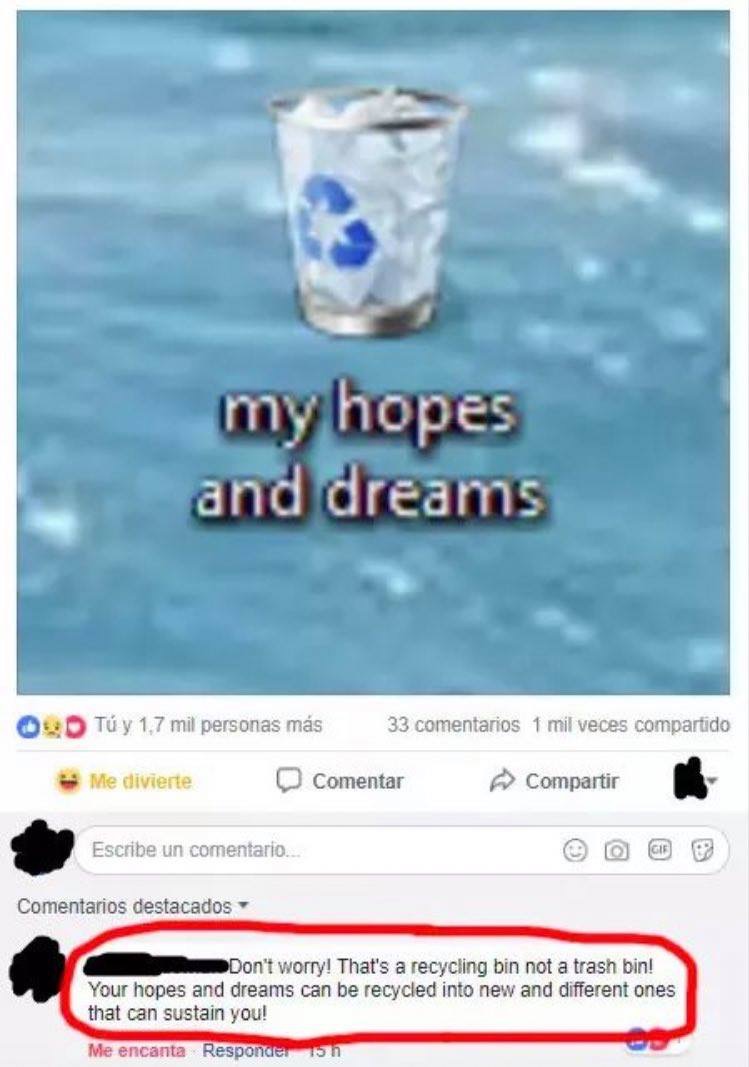 my hopes
and dreams
Tú y 1,7 mil personas más 33 comentarios 1 mil veces compartido
Me divierte Comentar Compartir
Escribe un comentario... GIF
Comentarios destacados
Don't worry! That's a recycling bin not a trash bin!
Your hopes and dreams can be recycled into new and different ones
that can sustain you!
Me encanta · Responder · 15 h